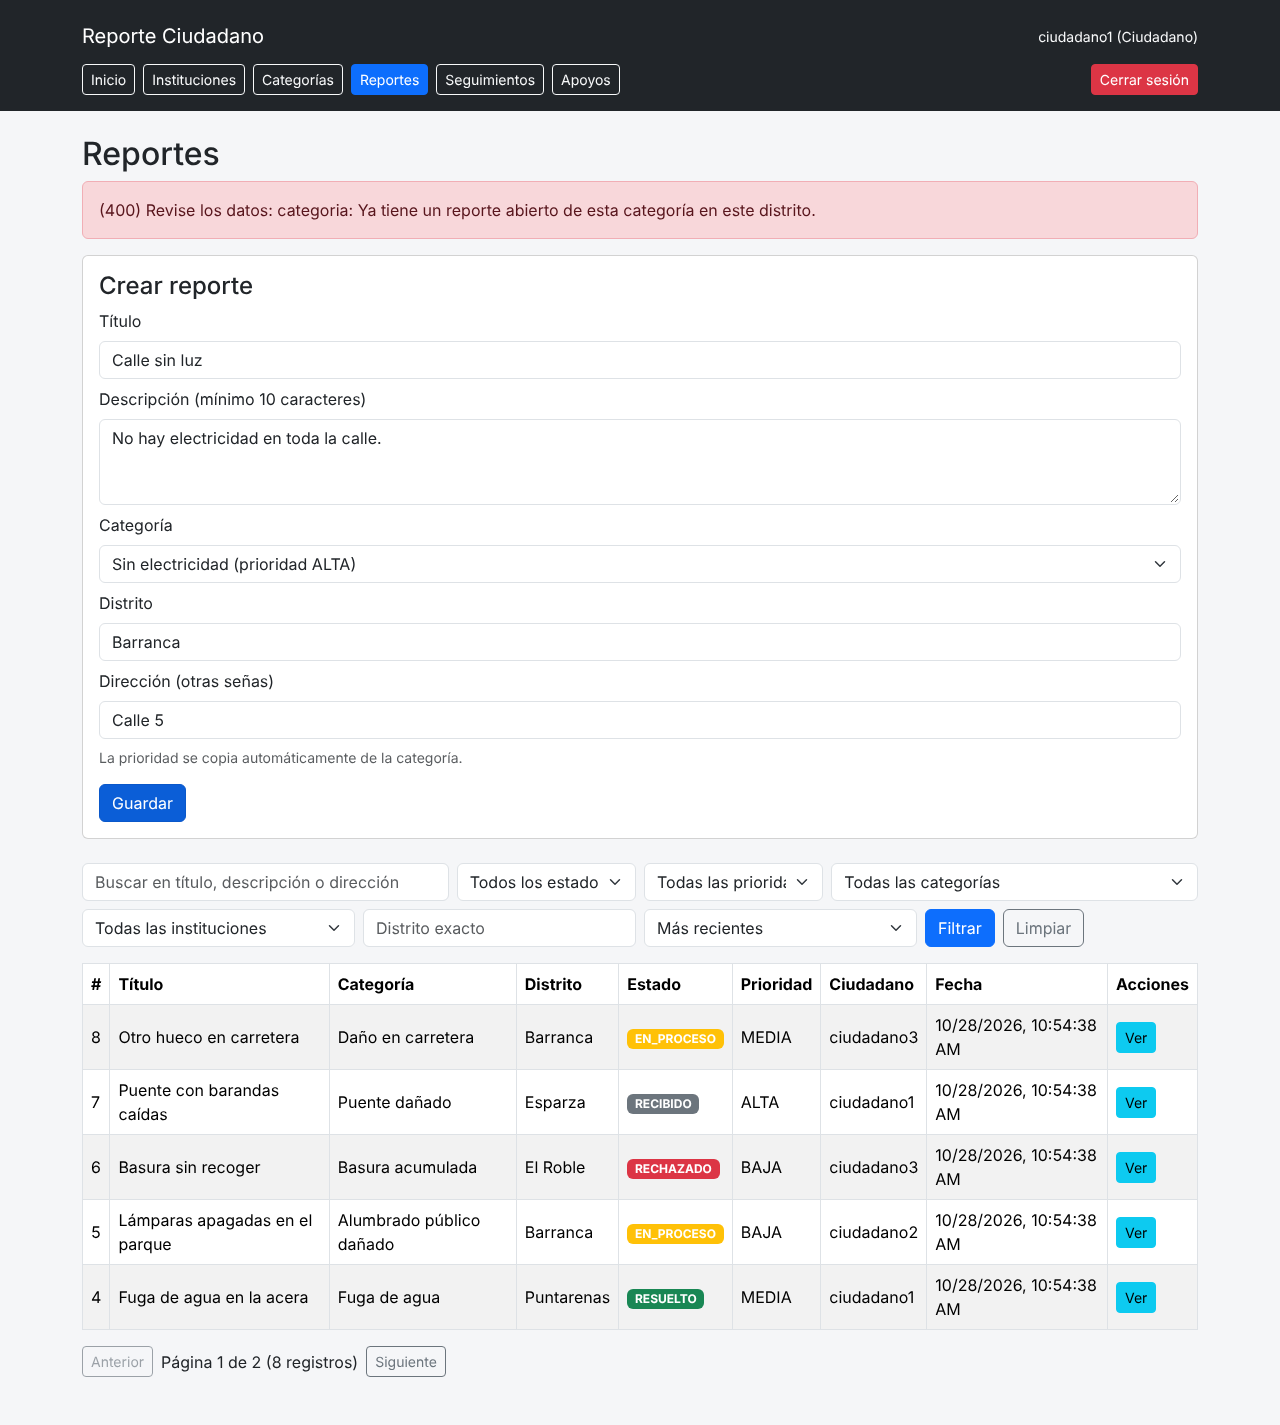 Reporte Ciudadano
ciudadano1 (Ciudadano)
Inicio Instituciones Categorías Reportes Seguimientos Apoyos Cerrar sesión
Reportes
(400) Revise los datos: categoria: Ya tiene un reporte abierto de esta categoría en este distrito.
Crear reporte
Título
Calle sin luz
Descripción (mínimo 10 caracteres)
No hay electricidad en toda la calle.
Categoría
Sin electricidad (prioridad ALTA)
Distrito
Barranca
Dirección (otras señas)
Calle 5
La prioridad se copia automáticamente de la categoría.
Guardar
Buscar en título, descripción o dirección Todos los estado Todas las priorida Todas las categorías
Todas las instituciones Distrito exacto Más recientes Filtrar Limpiar
# Título Categoría Distrito Estado Prioridad Ciudadano Fecha Acciones
8 Otro hueco en carretera Daño en carretera Barranca EN_PROCESO MEDIA ciudadano3 10/28/2026, 10:54:38 AM Ver
7 Puente con barandas caídas Puente dañado Esparza RECIBIDO ALTA ciudadano1 10/28/2026, 10:54:38 AM Ver
6 Basura sin recoger Basura acumulada El Roble RECHAZADO BAJA ciudadano3 10/28/2026, 10:54:38 AM Ver
5 Lámparas apagadas en el parque Alumbrado público dañado Barranca EN_PROCESO BAJA ciudadano2 10/28/2026, 10:54:38 AM Ver
4 Fuga de agua en la acera Fuga de agua Puntarenas RESUELTO MEDIA ciudadano1 10/28/2026, 10:54:38 AM Ver
Anterior Página 1 de 2 (8 registros) Siguiente